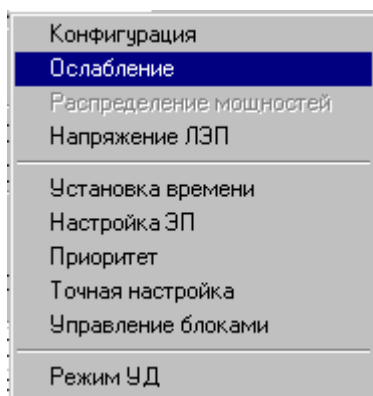 Конфигурация
Ослабление
Распределение мощностей
Напряжение ЛЭП
Установка времени
Настройка ЭП
Приоритет
Точная настройка
Управление блоками
Режим УД